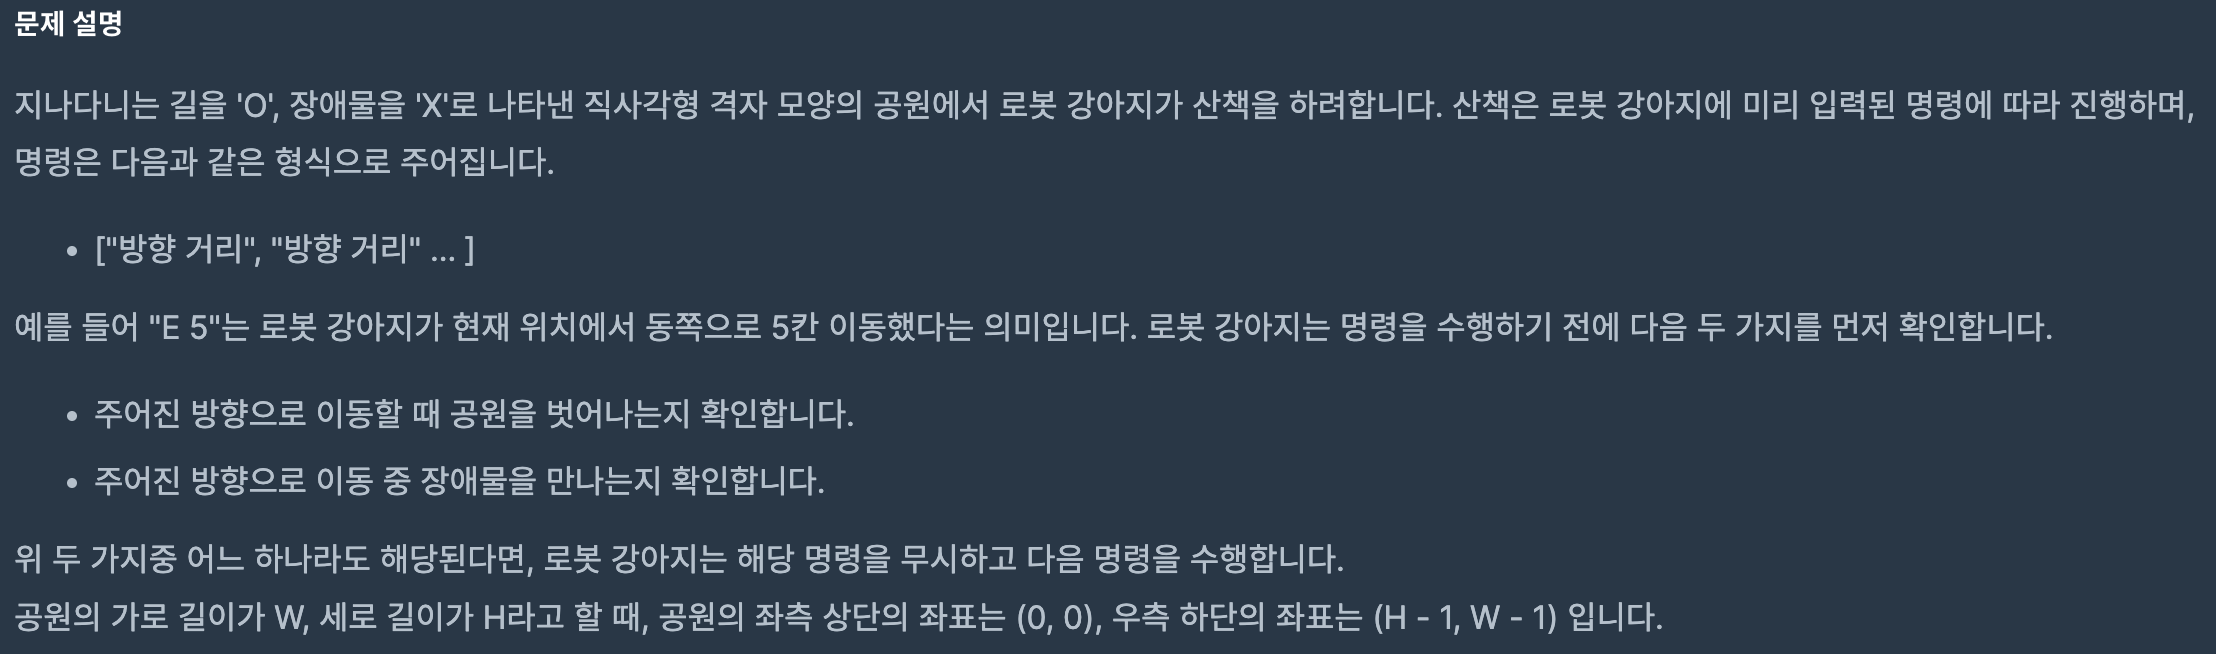 문제 설명
지나다니는 길을 'O', 장애물을 'X'로 나타낸 직사각형 격자 모양의 공원에서 로봇 강아지가 산책을 하려합니다. 산책은 로봇 강아지에 미리 입력된 명령에 따라 진행하며,
명령은 다음과 같은 형식으로 주어집니다.
• ["방향 거리", "방향 거리" … ]
예를 들어 "E 5"는 로봇 강아지가 현재 위치에서 동쪽으로 5칸 이동했다는 의미입니다. 로봇 강아지는 명령을 수행하기 전에 다음 두 가지를 먼저 확인합니다.
• 주어진 방향으로 이동할 때 공원을 벗어나는지 확인합니다.
• 주어진 방향으로 이동 중 장애물을 만나는지 확인합니다.
위 두 가지중 어느 하나라도 해당된다면, 로봇 강아지는 해당 명령을 무시하고 다음 명령을 수행합니다.
공원의 가로 길이가 W, 세로 길이가 H라고 할 때, 공원의 좌측 상단의 좌표는 (0, 0), 우측 하단의 좌표는 (H - 1, W - 1) 입니다.